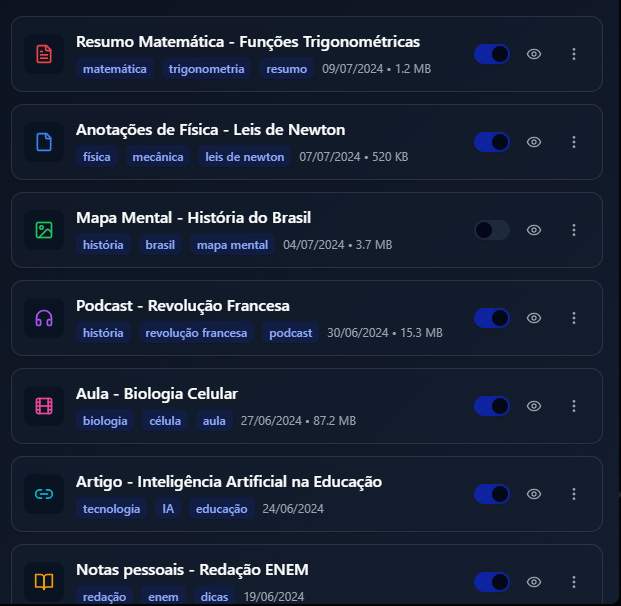 Resumo Matemática - Funções Trigonométricas
matemática trigonometria resumo 09/07/2024 • 1.2 MB
Anotações de Física - Leis de Newton
física mecânica leis de newton 07/07/2024 • 520 KB
Mapa Mental - História do Brasil
história brasil mapa mental 04/07/2024 • 3.7 MB
Podcast - Revolução Francesa
história revolução francesa podcast 30/06/2024 • 15.3 MB
Aula - Biologia Celular
biologia célula aula 27/06/2024 • 87.2 MB
Artigo - Inteligência Artificial na Educação
tecnologia IA educação 24/06/2024
Notas pessoais - Redação ENEM
redação enem dicas 19/06/2024